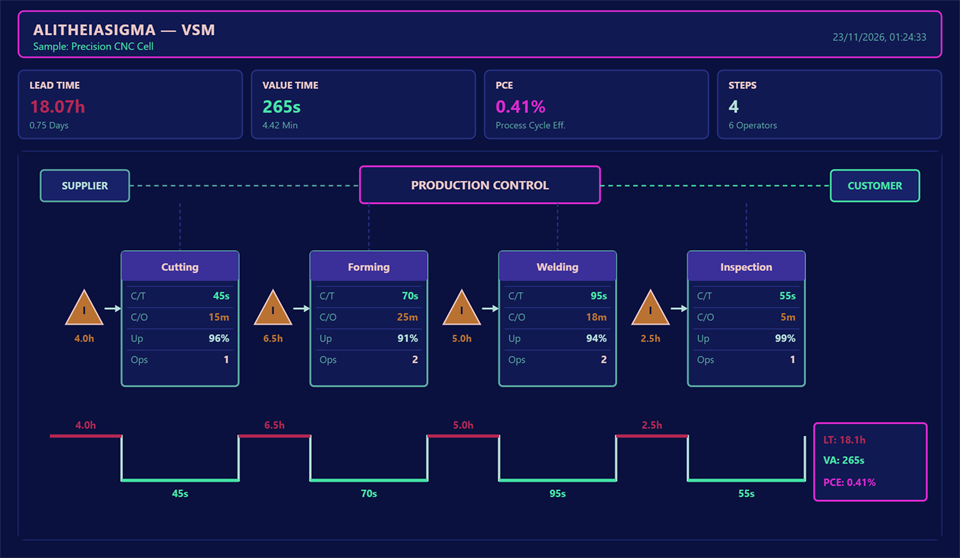 ALITHEIASIGMA — VSM
Sample: Precision CNC Cell
23/11/2026, 01:24:33
LEAD TIME
18.07h
0.75 Days
VALUE TIME
265s
4.42 Min
PCE
0.41%
Process Cycle Eff.
STEPS
4
6 Operators
SUPPLIER
PRODUCTION CONTROL
CUSTOMER
I
4.0h
Cutting
C/T 45s
C/O 15m
Up 96%
Ops 1
I
6.5h
Forming
C/T 70s
C/O 25m
Up 91%
Ops 2
I
5.0h
Welding
C/T 95s
C/O 18m
Up 94%
Ops 2
I
2.5h
Inspection
C/T 55s
C/O 5m
Up 99%
Ops 1
4.0h
6.5h
5.0h
2.5h
45s
70s
95s
55s
LT: 18.1h
VA: 265s
PCE: 0.41%